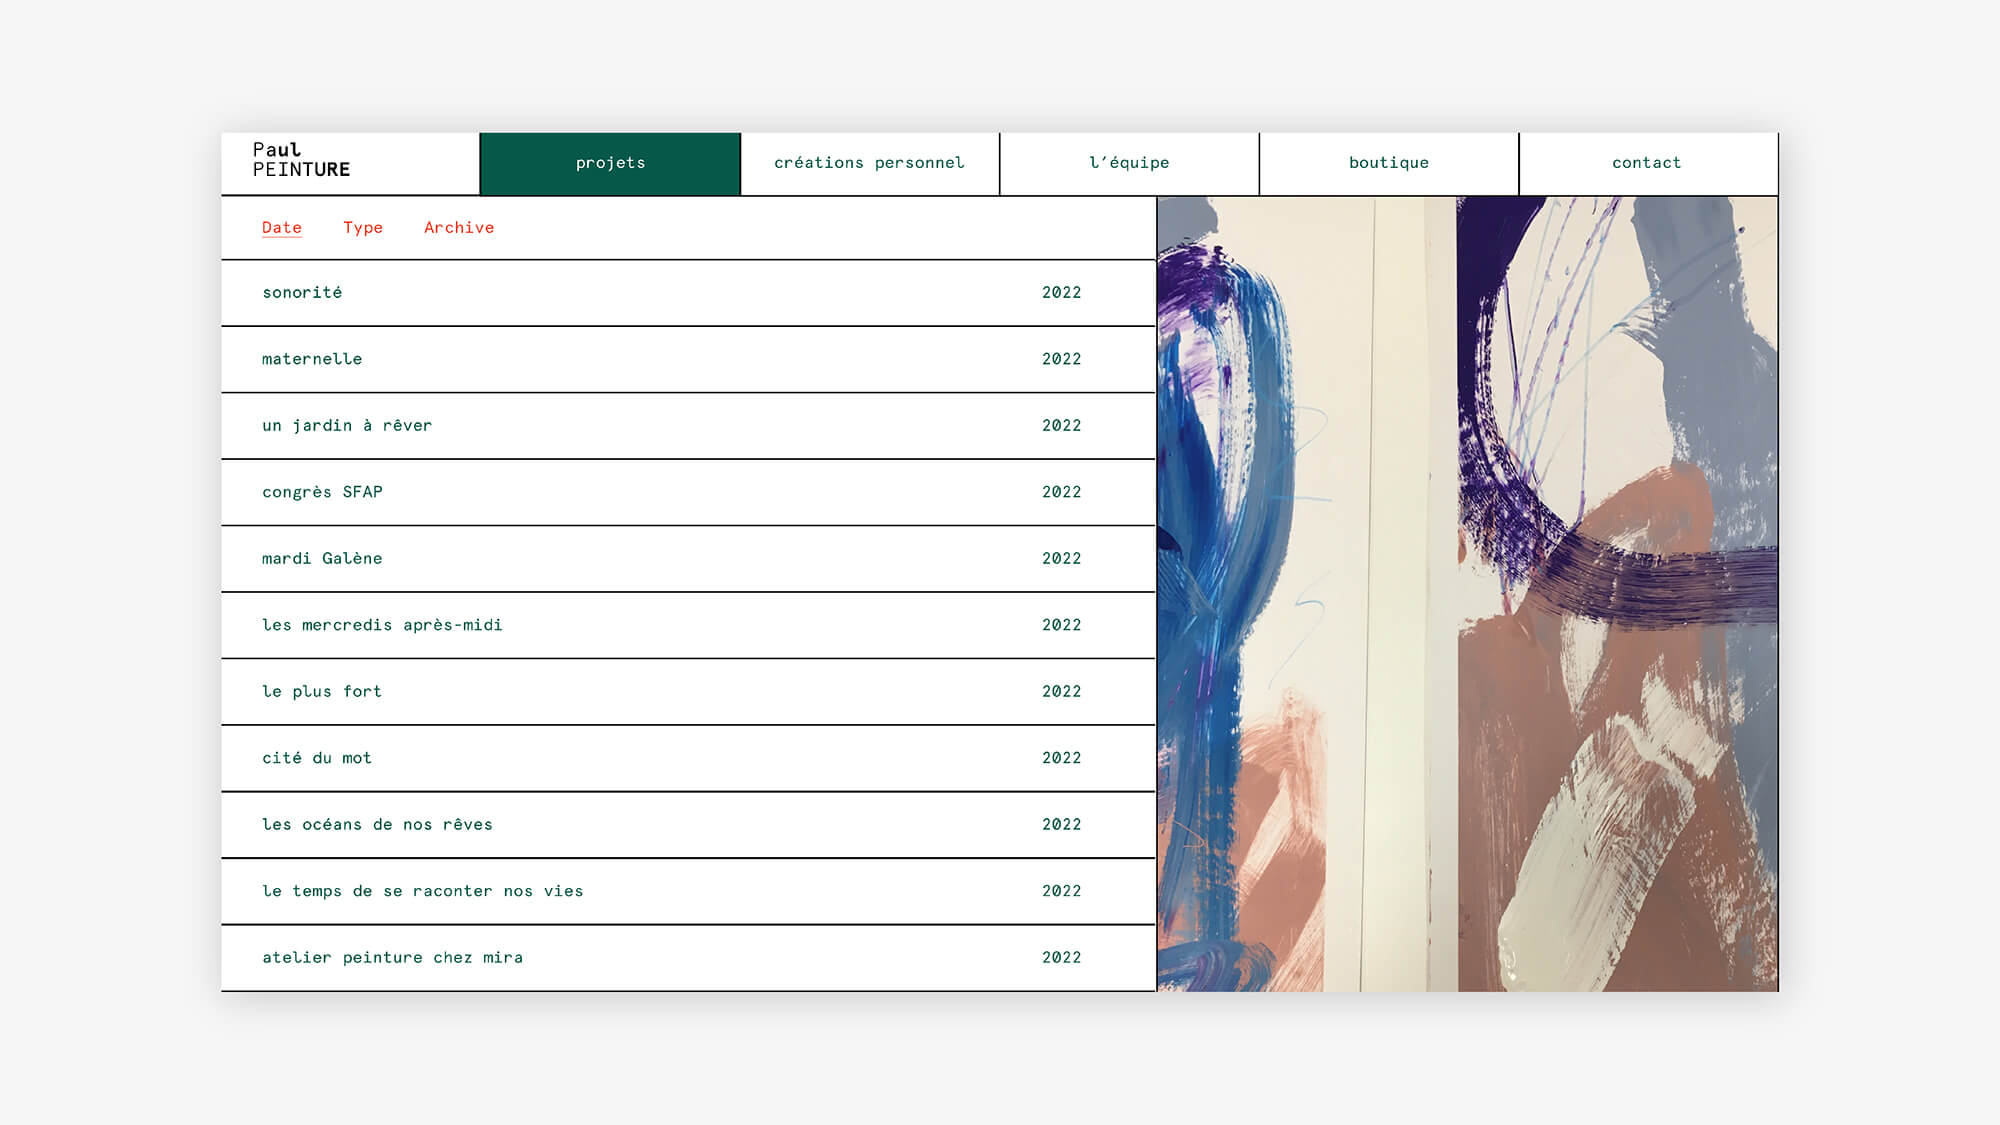 Paul
PEINTURE
projets
créations personnel
l'équipe
boutique
contact
Date Type Archive
sonorité 2022
maternelle 2022
un jardin à rêver 2022
congrès SFAP 2022
mardi Galène 2022
les mercredis après-midi 2022
le plus fort 2022
cité du mot 2022
les océans de nos rêves 2022
le temps de se raconter nos vies 2022
atelier peinture chez mira 2022